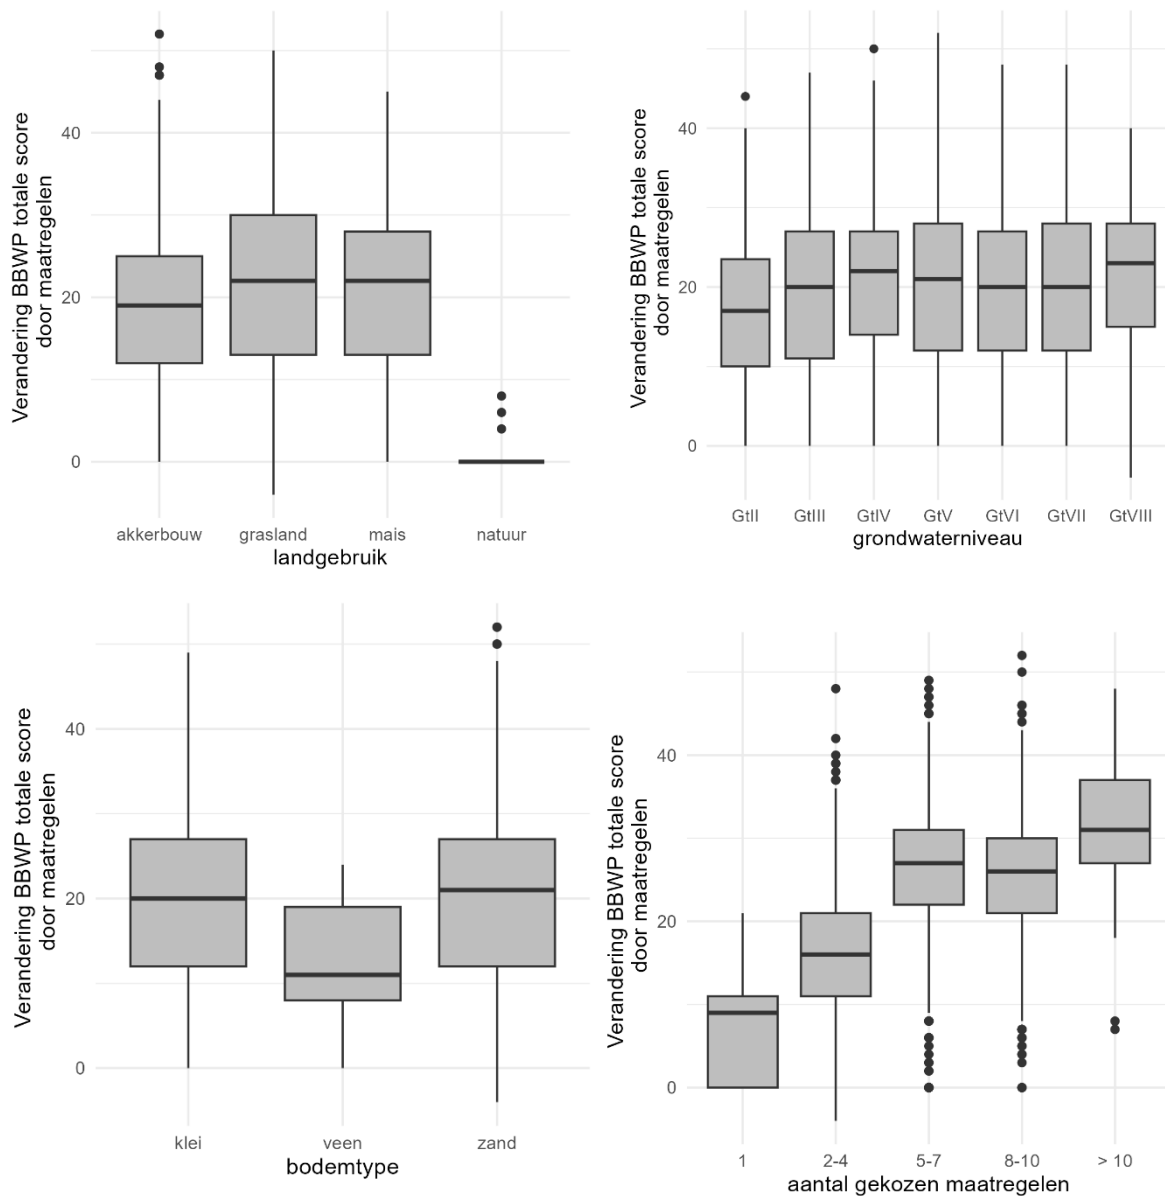 Verandering BBWP totale score
door maatregelen
40
20
0
akkerbouw grasland mais natuur
landgebruik
Verandering BBWP totale score
door maatregelen
40
20
0
GtII GtIII GtIV GtV GtVI GtVII GtVIII
grondwaterniveau
Verandering BBWP totale score
door maatregelen
40
20
0
klei veen zand
bodemtype
Verandering BBWP totale score
door maatregelen
40
20
0
1 2-4 5-7 8-10 > 10
aantal gekozen maatregelen